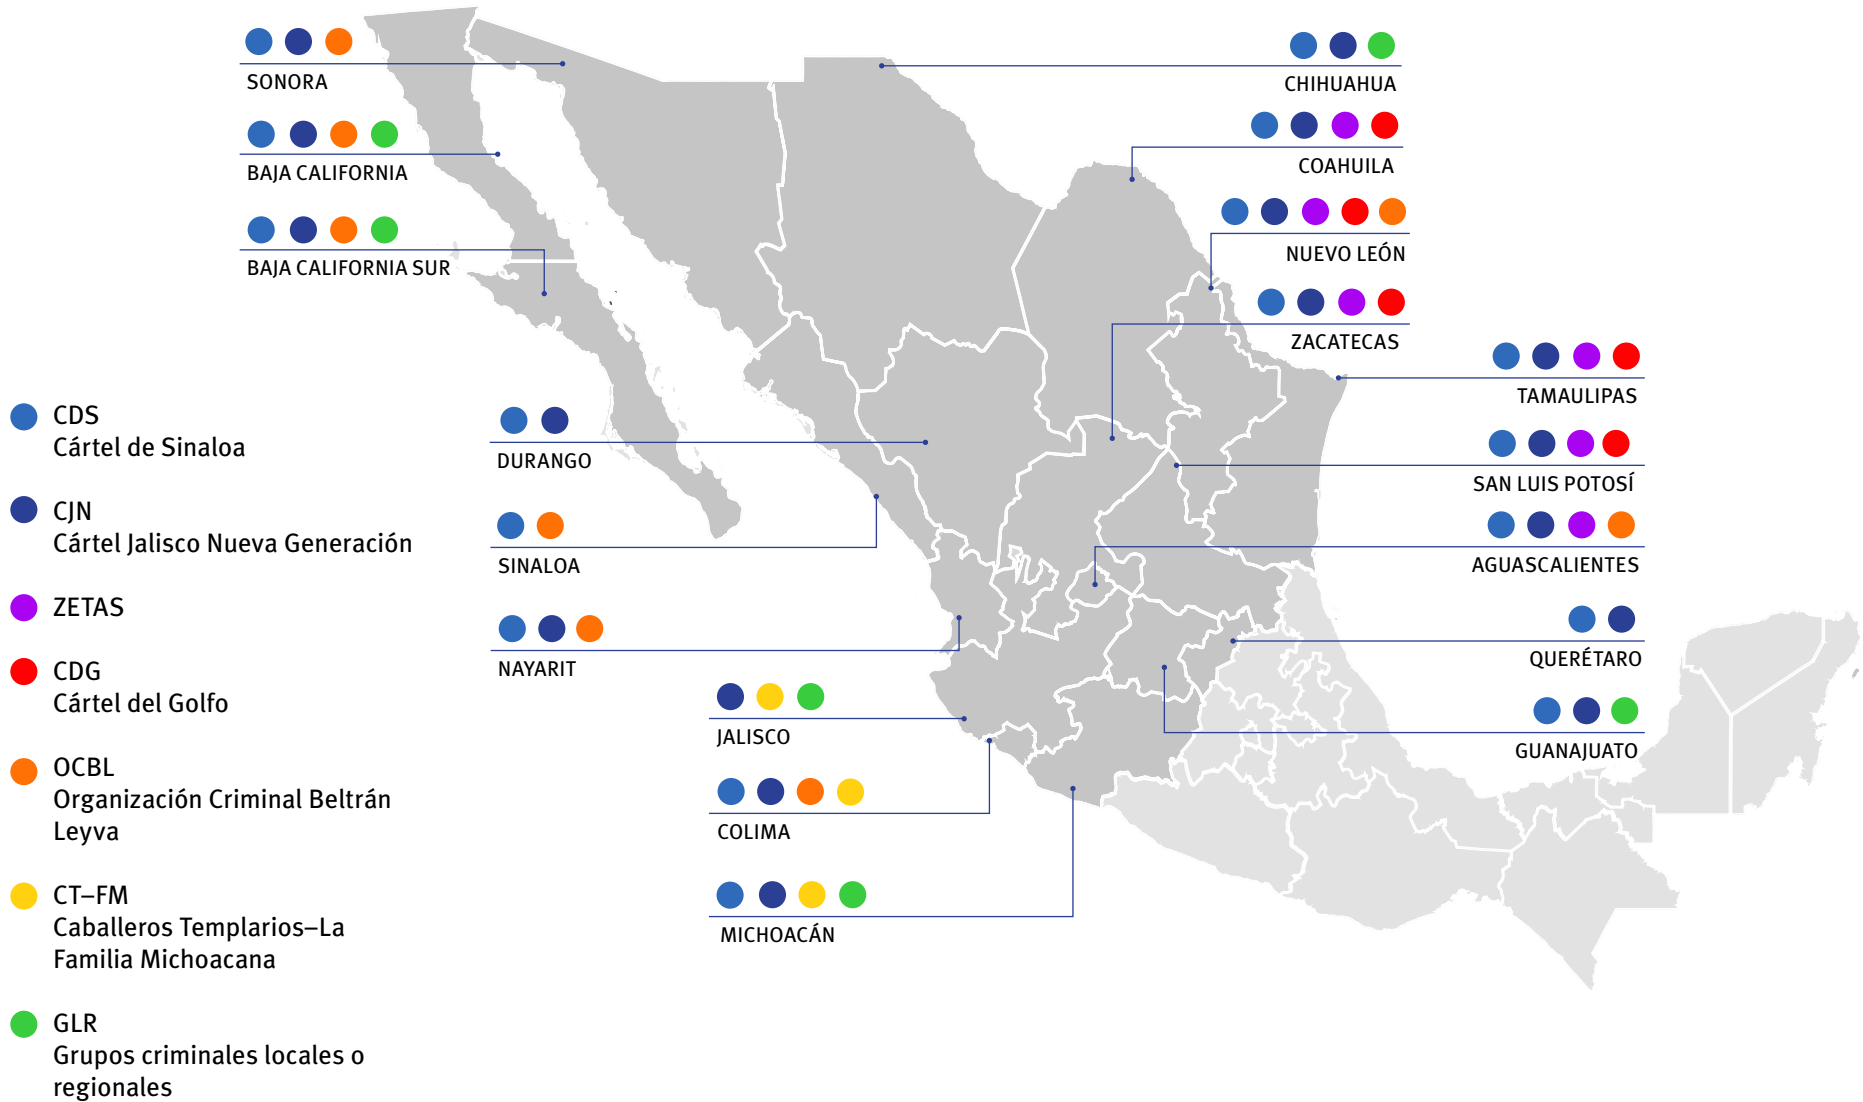 SONORA
BAJA CALIFORNIA
BAJA CALIFORNIA SUR
CHIHUAHUA
COAHUILA
NUEVO LEÓN
ZACATECAS
TAMAULIPAS
SAN LUIS POTOSÍ
AGUASCALIENTES
QUERÉTARO
GUANAJUATO
DURANGO
SINALOA
NAYARIT
JALISCO
COLIMA
MICHOACÁN
CDS
Cártel de Sinaloa
CJN
Cártel Jalisco Nueva Generación
ZETAS
CDG
Cártel del Golfo
OCBL
Organización Criminal Beltrán
Leyva
CT–FM
Caballeros Templarios–La
Familia Michoacana
GLR
Grupos criminales locales o
regionales